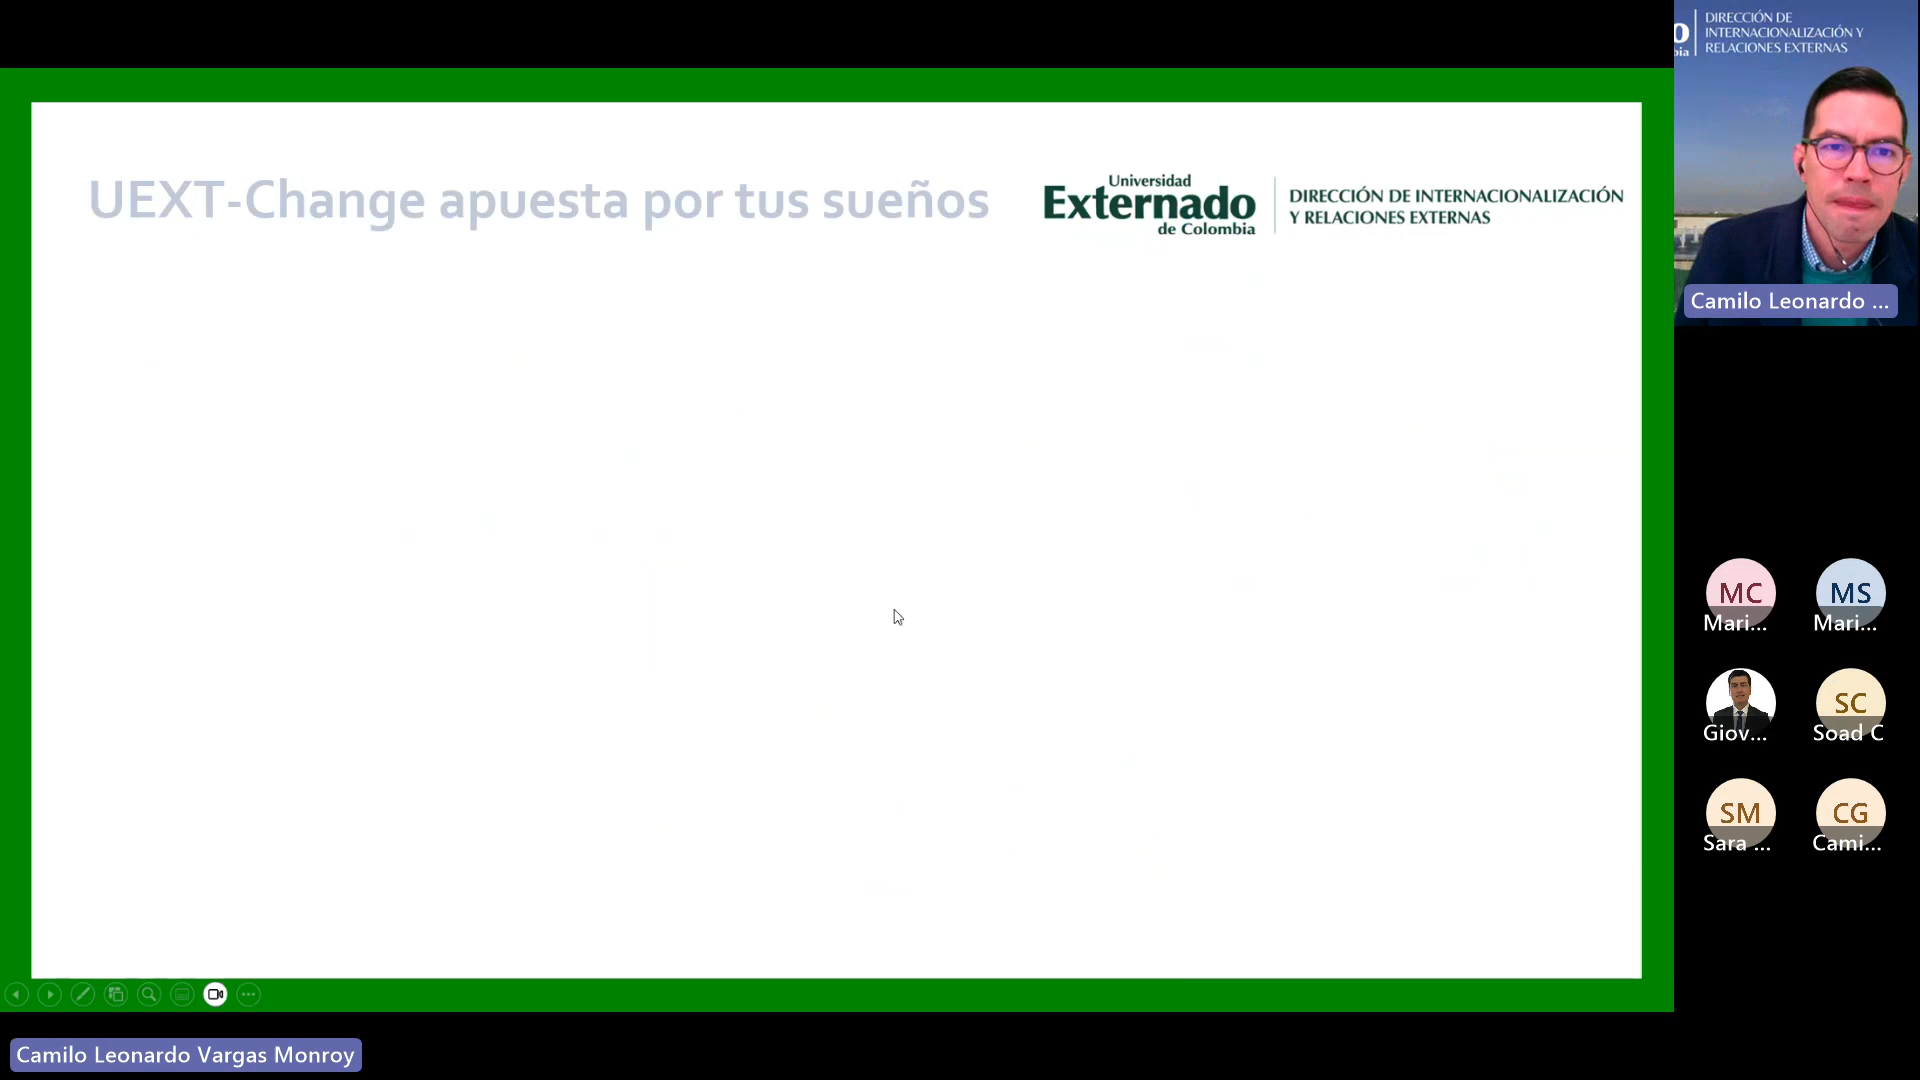 DIRECCIÓN DE
INTERNACIONALIZACIÓN Y
RELACIONES EXTERNAS
o
bia
UEXT-Change apuesta por tus sueños
Universidad
Externado
de Colombia
DIRECCIÓN DE INTERNACIONALIZACIÓN
Y RELACIONES EXTERNAS
Camilo Leonardo ...
MC
Mari...
MS
Mari...
Giov...
SC
Soad C
SM
Sara ...
CG
Cami...
Camilo Leonardo Vargas Monroy